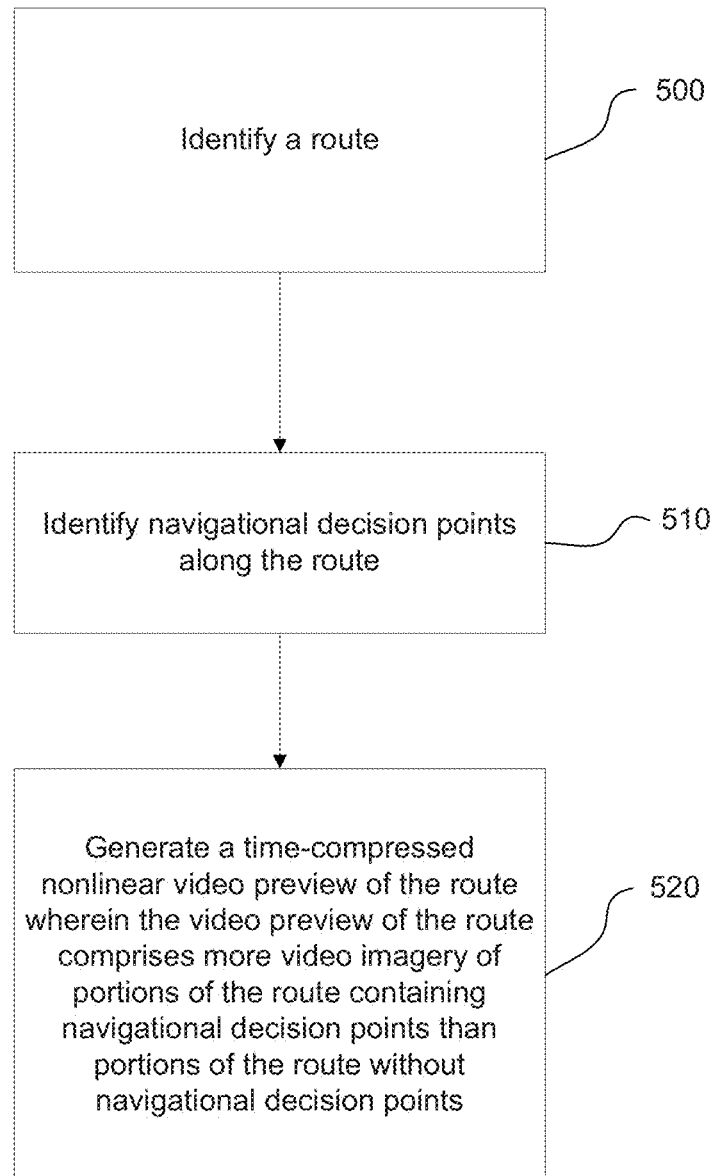 Identify a route
500
Identify navigational decision points
along the route
510
Generate a time-compressed
nonlinear video preview of the route
wherein the video preview of the route
comprises more video imagery of
portions of the route containing
navigational decision points than
portions of the route without
navigational decision points
520